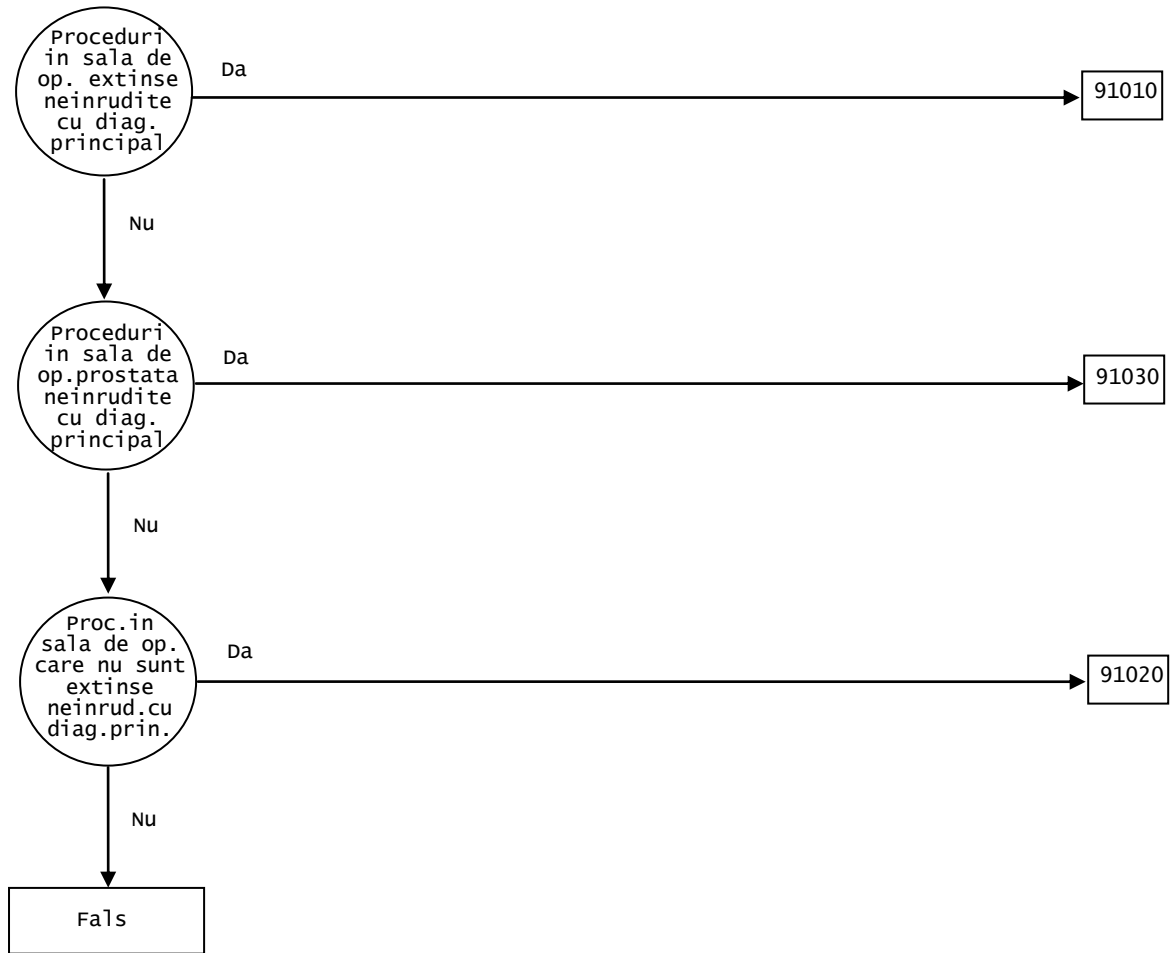 Proceduri
in sala de
op. extinse
neinrudite
cu diag.
principal
Da
91010
Nu
Proceduri
in sala de
op.prostata
neinrudite
cu diag.
principal
Da
91030
Nu
Proc.in
sala de op.
care nu sunt
extinse
neinrud.cu
diag.prin.
Da
91020
Nu
Fals